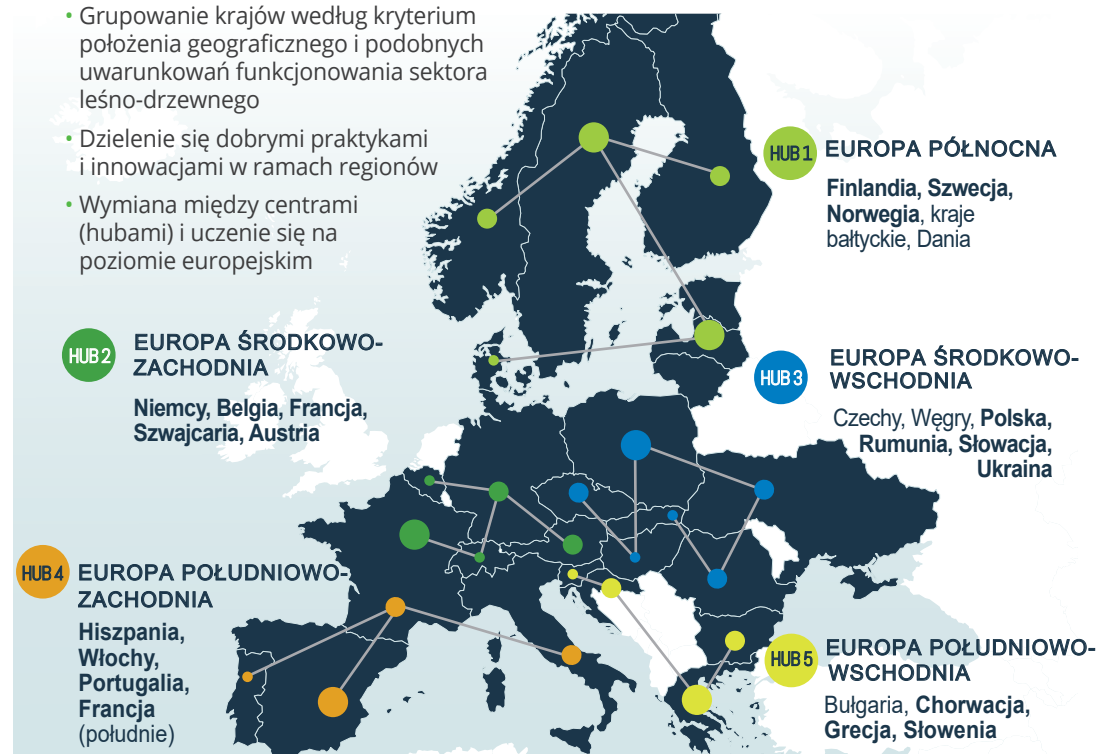 • Grupowanie krajów według kryterium
położenia geograficznego i podobnych
uwarunkowań funkcjonowania sektora
leśno-drzewnego
• Dzielenie się dobrymi praktykami
i innowacjami w ramach regionów
• Wymiana między centrami
(hubami) i uczenie się na
poziomie europejskim
HUB 1
EUROPA PÓŁNOCNA
Finlandia, Szwecja,
Norwegia, kraje
bałtyckie, Dania
HUB 2
EUROPA ŚRODKOWO-
ZACHODNIA
Niemcy, Belgia, Francja,
Szwajcaria, Austria
HUB 3
EUROPA ŚRODKOWO-
WSCHODNIA
Czechy, Węgry, Polska,
Rumunia, Słowacja,
Ukraina
HUB 4
EUROPA POŁUDNIOWO-
ZACHODNIA
Hiszpania,
Włochy,
Portugalia,
Francja
(południe)
HUB 5
EUROPA POŁUDNIOWO-
WSCHODNIA
Bułgaria, Chorwacja,
Grecja, Słowenia